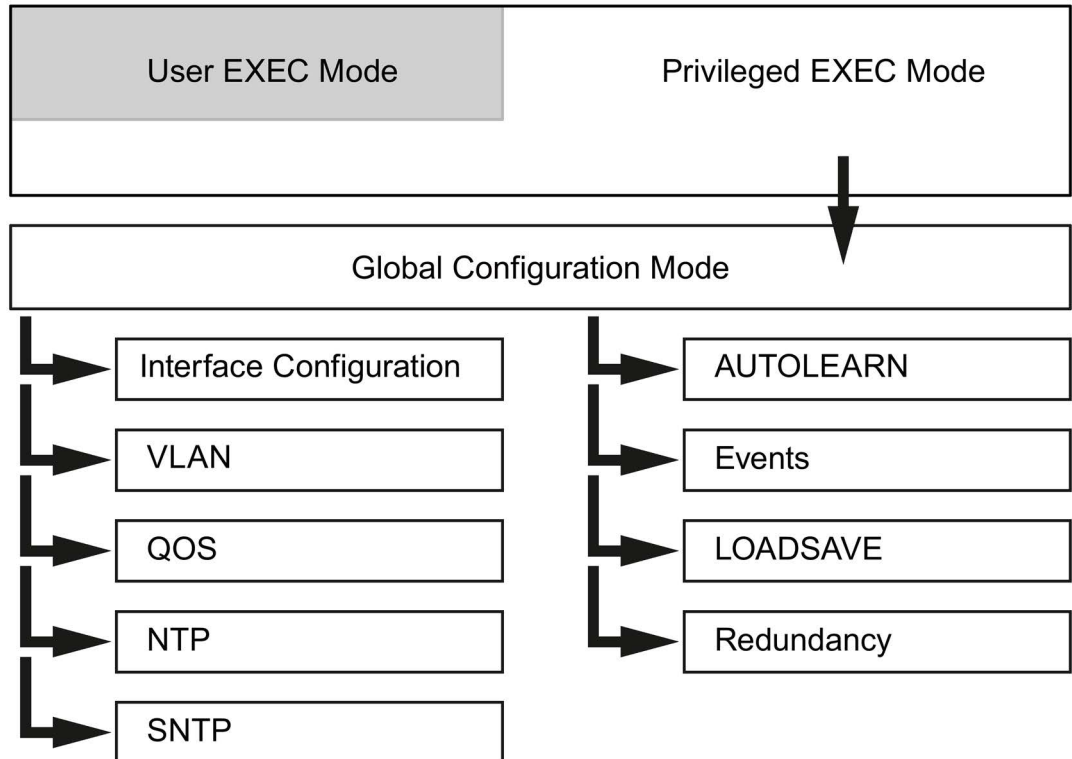 User EXEC Mode
Privileged EXEC Mode
Global Configuration Mode
Interface Configuration
VLAN
QOS
NTP
SNTP
AUTOLEARN
Events
LOADSAVE
Redundancy